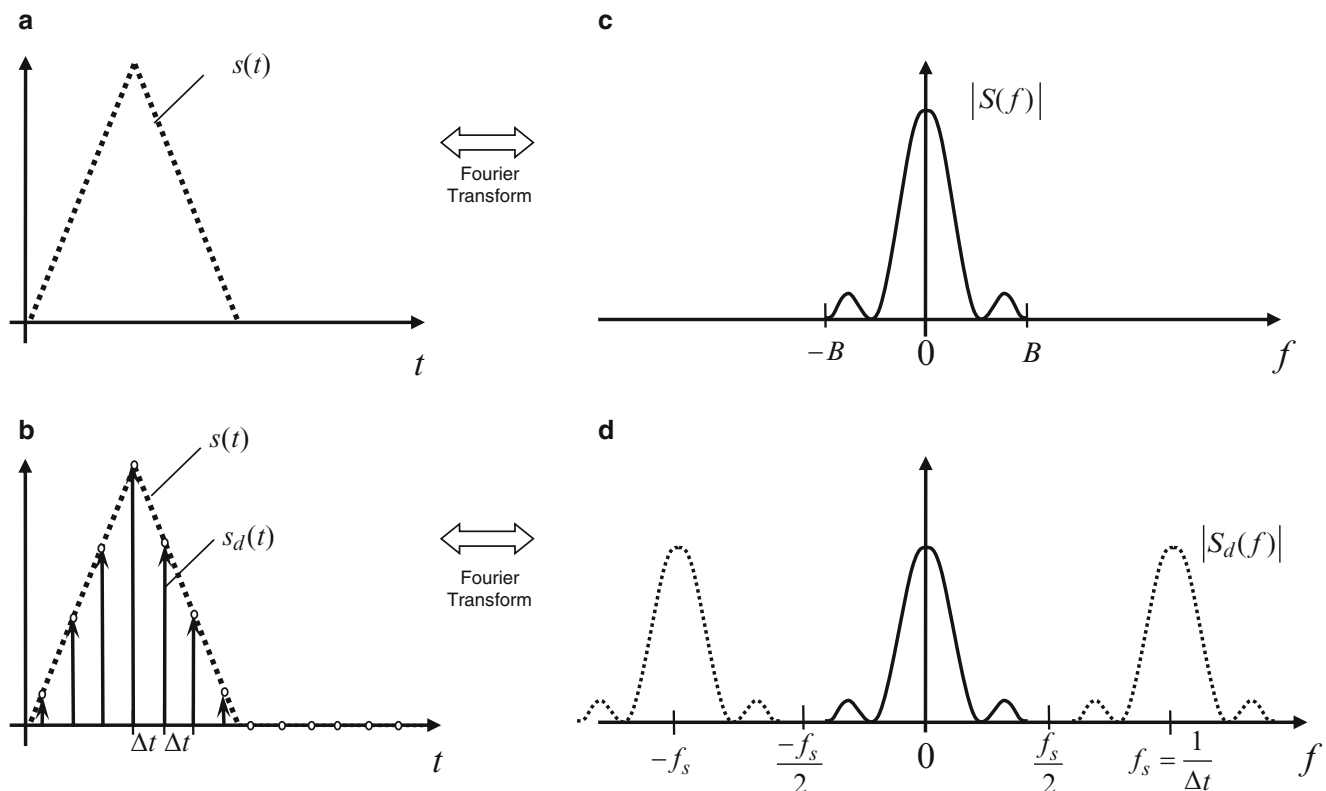 a
s(t)
Fourier
Transform
t
c
|S(f)|
−B
0
B
f
b
s(t)
s_d(t)
Fourier
Transform
Δt Δt
t
d
|S_d(f)|
−f_s
−f_s/2
0
f_s/2
f_s = 1/Δt
f